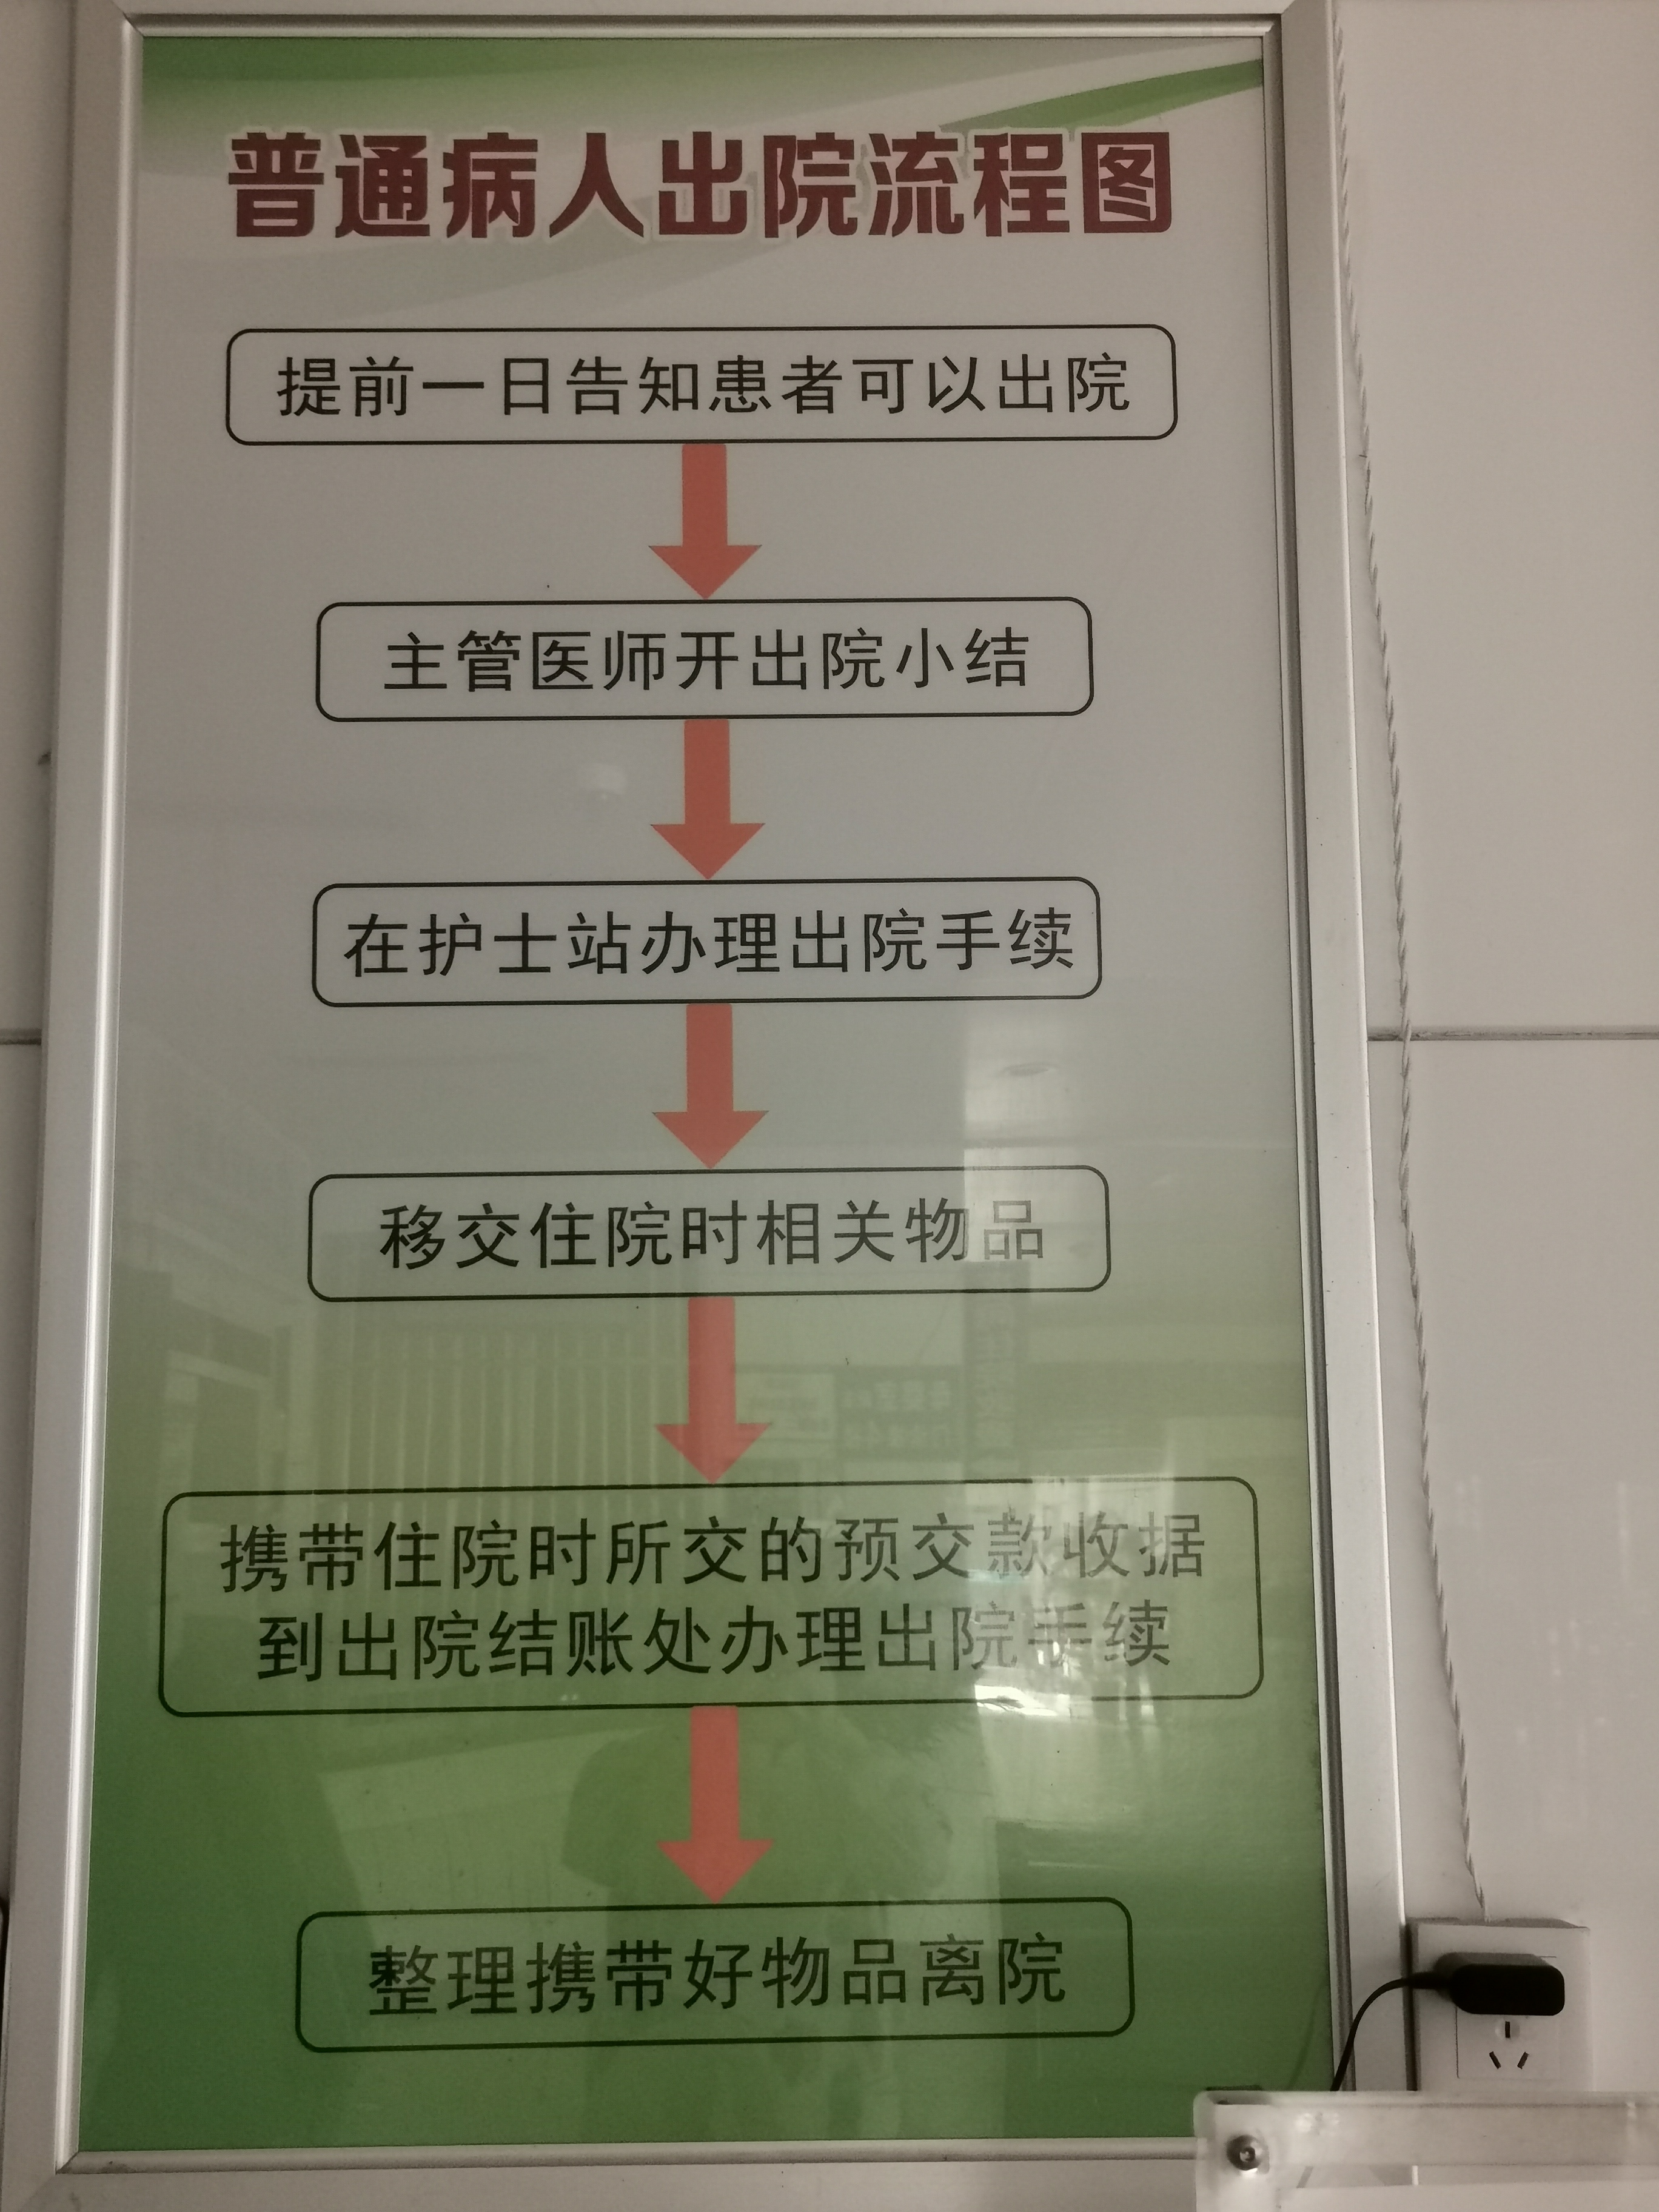 普通病人出院流程图
提前一日告知患者可以出院
主管医师开出院小结
在护士站办理出院手续
移交住院时相关物品
携带住院时所交的预交款收据
到出院结账处办理出院手续
整理携带好物品离院